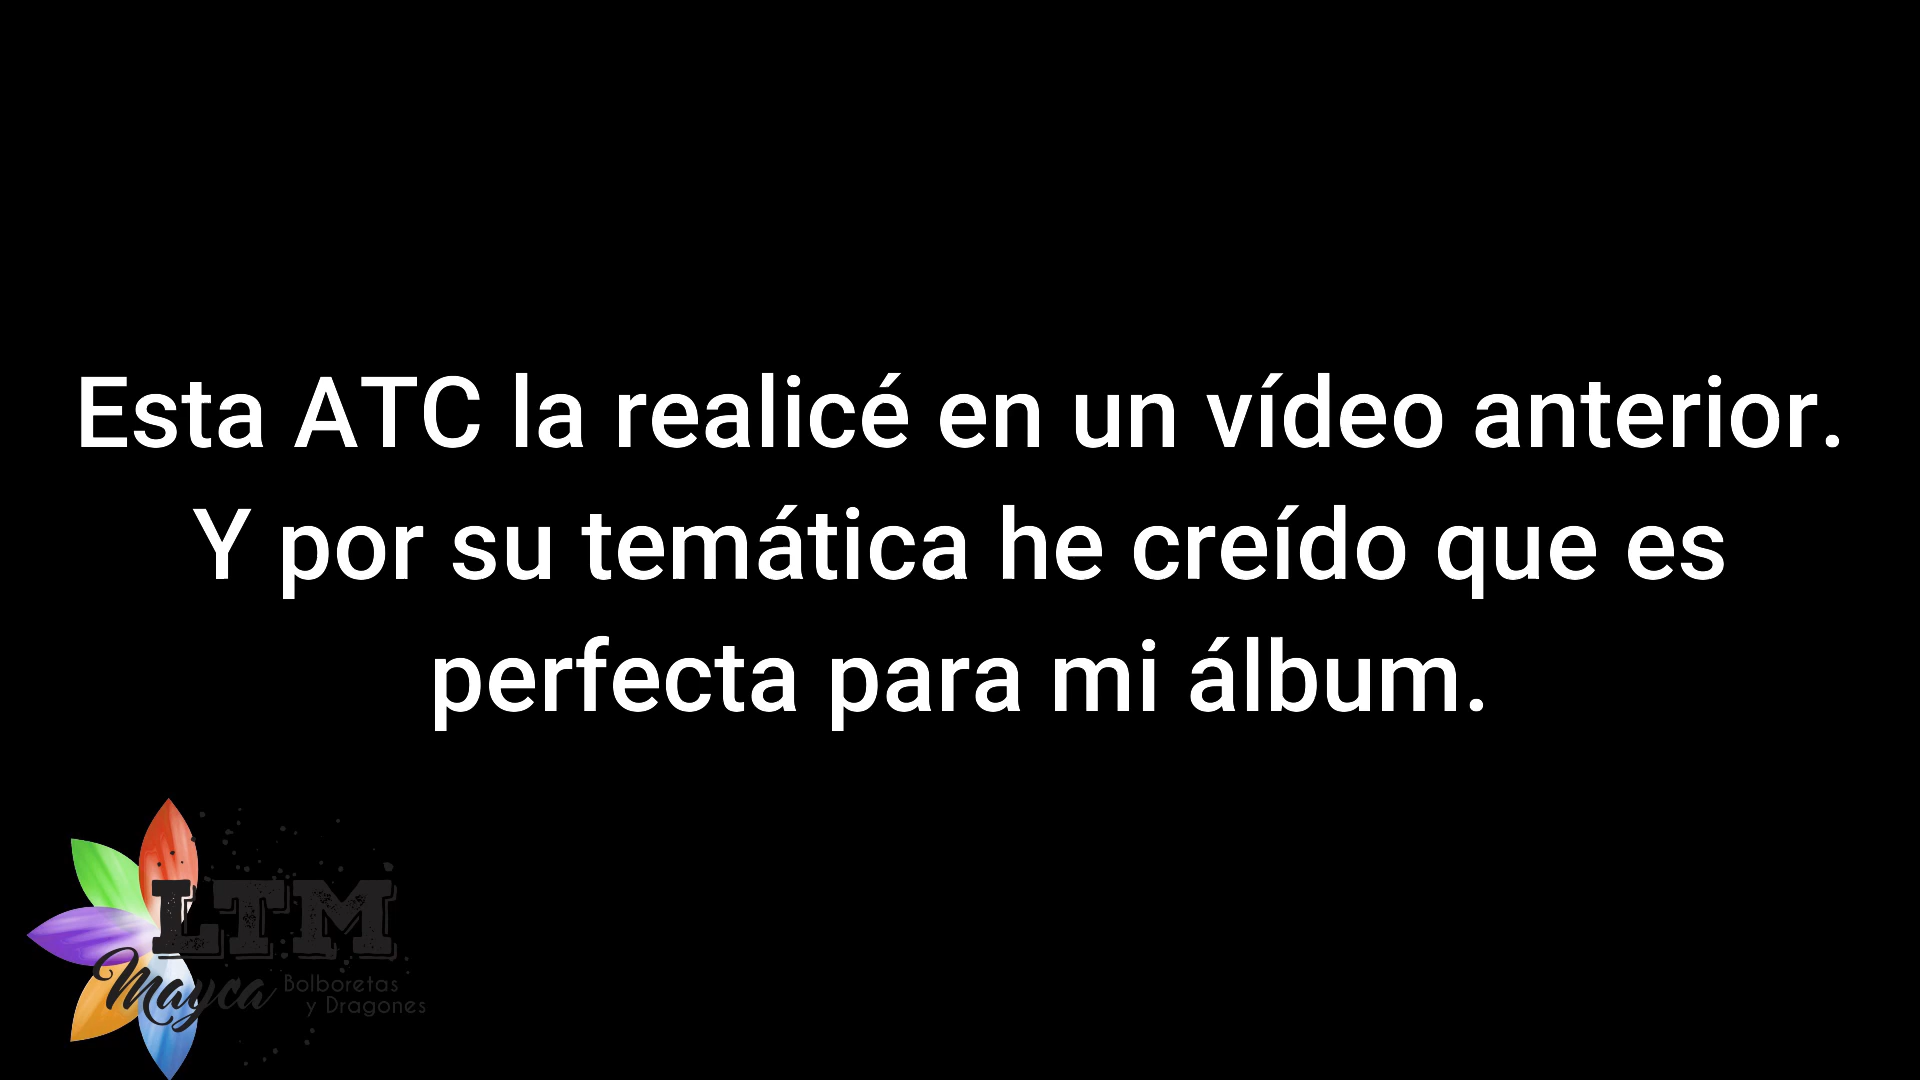 Esta ATC la realicé en un vídeo anterior.
Y por su temática he creído que es
perfecta para mi álbum.
LTM
Mayca
Bolboretas
y Dragones